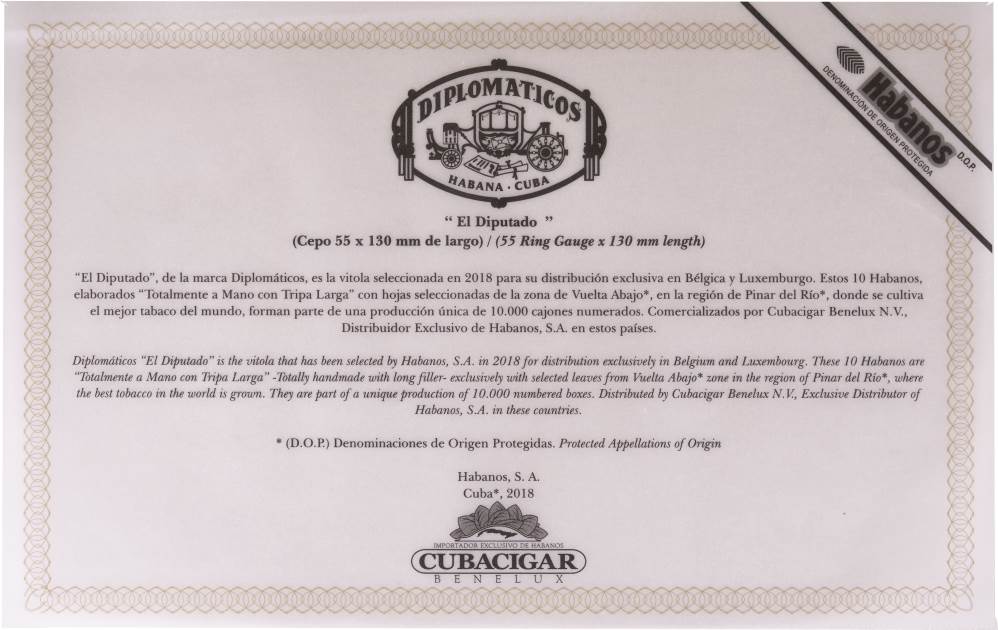 DIPLOMATICOS
HABANA · CUBA
Habanos
D.O.P.
DENOMINACIÓN DE ORIGEN PROTEGIDA
“ El Diputado ”
(Cepo 55 x 130 mm de largo) / (55 Ring Gauge x 130 mm length)
“El Diputado”, de la marca Diplomáticos, es la vitola seleccionada en 2018 para su distribución exclusiva en Bélgica y Luxemburgo. Estos 10 Habanos,
elaborados “Totalmente a Mano con Tripa Larga” con hojas seleccionadas de la zona de Vuelta Abajo*, en la región de Pinar del Río*, donde se cultiva
el mejor tabaco del mundo, forman parte de una producción única de 10.000 cajones numerados. Comercializados por Cubacigar Benelux N.V.,
Distribuidor Exclusivo de Habanos, S.A. en estos países.
Diplomáticos “El Diputado” is the vitola that has been selected by Habanos, S.A. in 2018 for distribution exclusively in Belgium and Luxembourg. These 10 Habanos are
“Totalmente a Mano con Tripa Larga” -Totally handmade with long filler- exclusively with selected leaves from Vuelta Abajo* zone in the region of Pinar del Río*, where
the best tobacco in the world is grown. They are part of a unique production of 10.000 numbered boxes. Distributed by Cubacigar Benelux N.V., Exclusive Distributor of
Habanos, S.A. in these countries.
* (D.O.P.) Denominaciones de Origen Protegidas. Protected Appellations of Origin
Habanos, S. A.
Cuba*, 2018
IMPORTADOR EXCLUSIVO DE HABANOS
CUBACIGAR
BENELUX